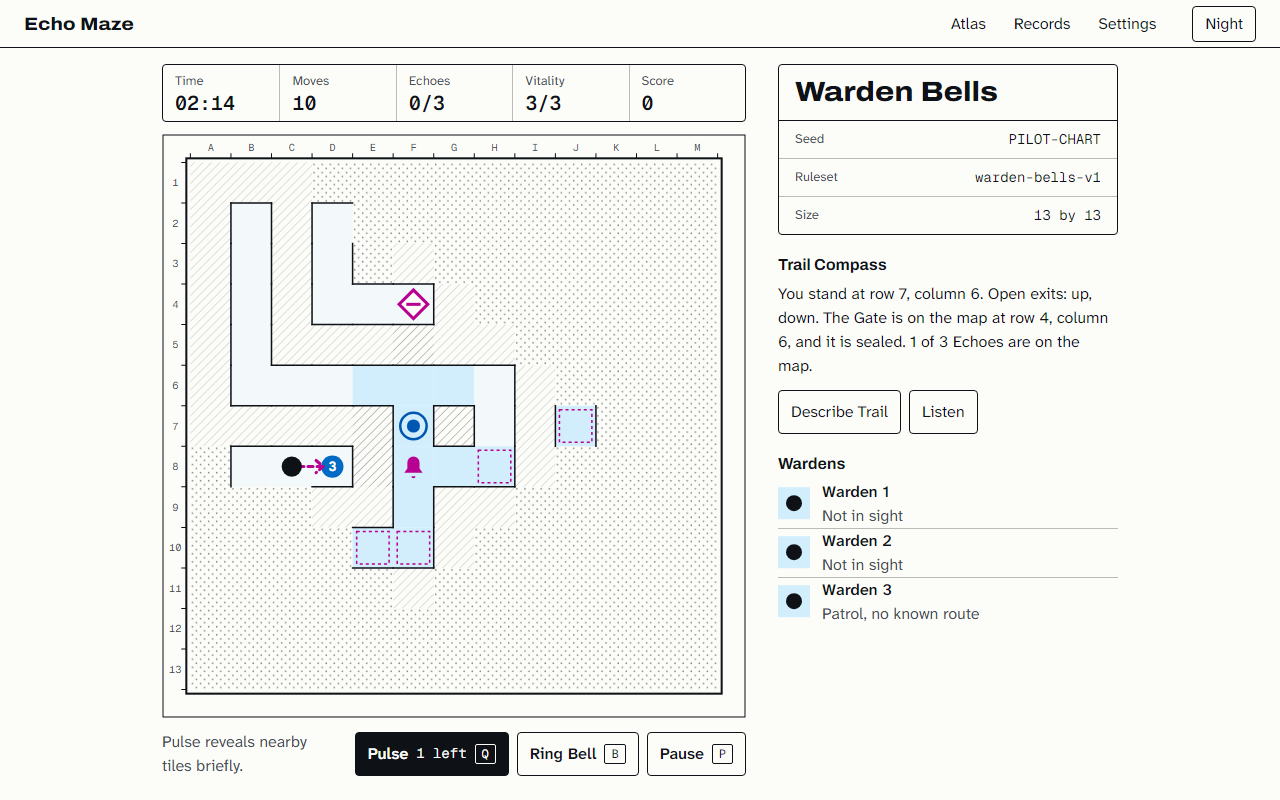 Echo Maze
Atlas Records Settings Night
Time Moves Echoes Vitality Score
02:14 10 0/3 3/3 0
A B C D E F G H I J K L M
1
2
3
4
5
6
7
8 3
9
10
11
12
13
Pulse reveals nearby
tiles briefly.
Pulse 1 left Q
Ring Bell B
Pause P
Warden Bells
Seed PILOT-CHART
Ruleset warden-bells-v1
Size 13 by 13
Trail Compass
You stand at row 7, column 6. Open exits: up,
down. The Gate is on the map at row 4, column
6, and it is sealed. 1 of 3 Echoes are on the
map.
Describe Trail Listen
Wardens
Warden 1
Not in sight
Warden 2
Not in sight
Warden 3
Patrol, no known route